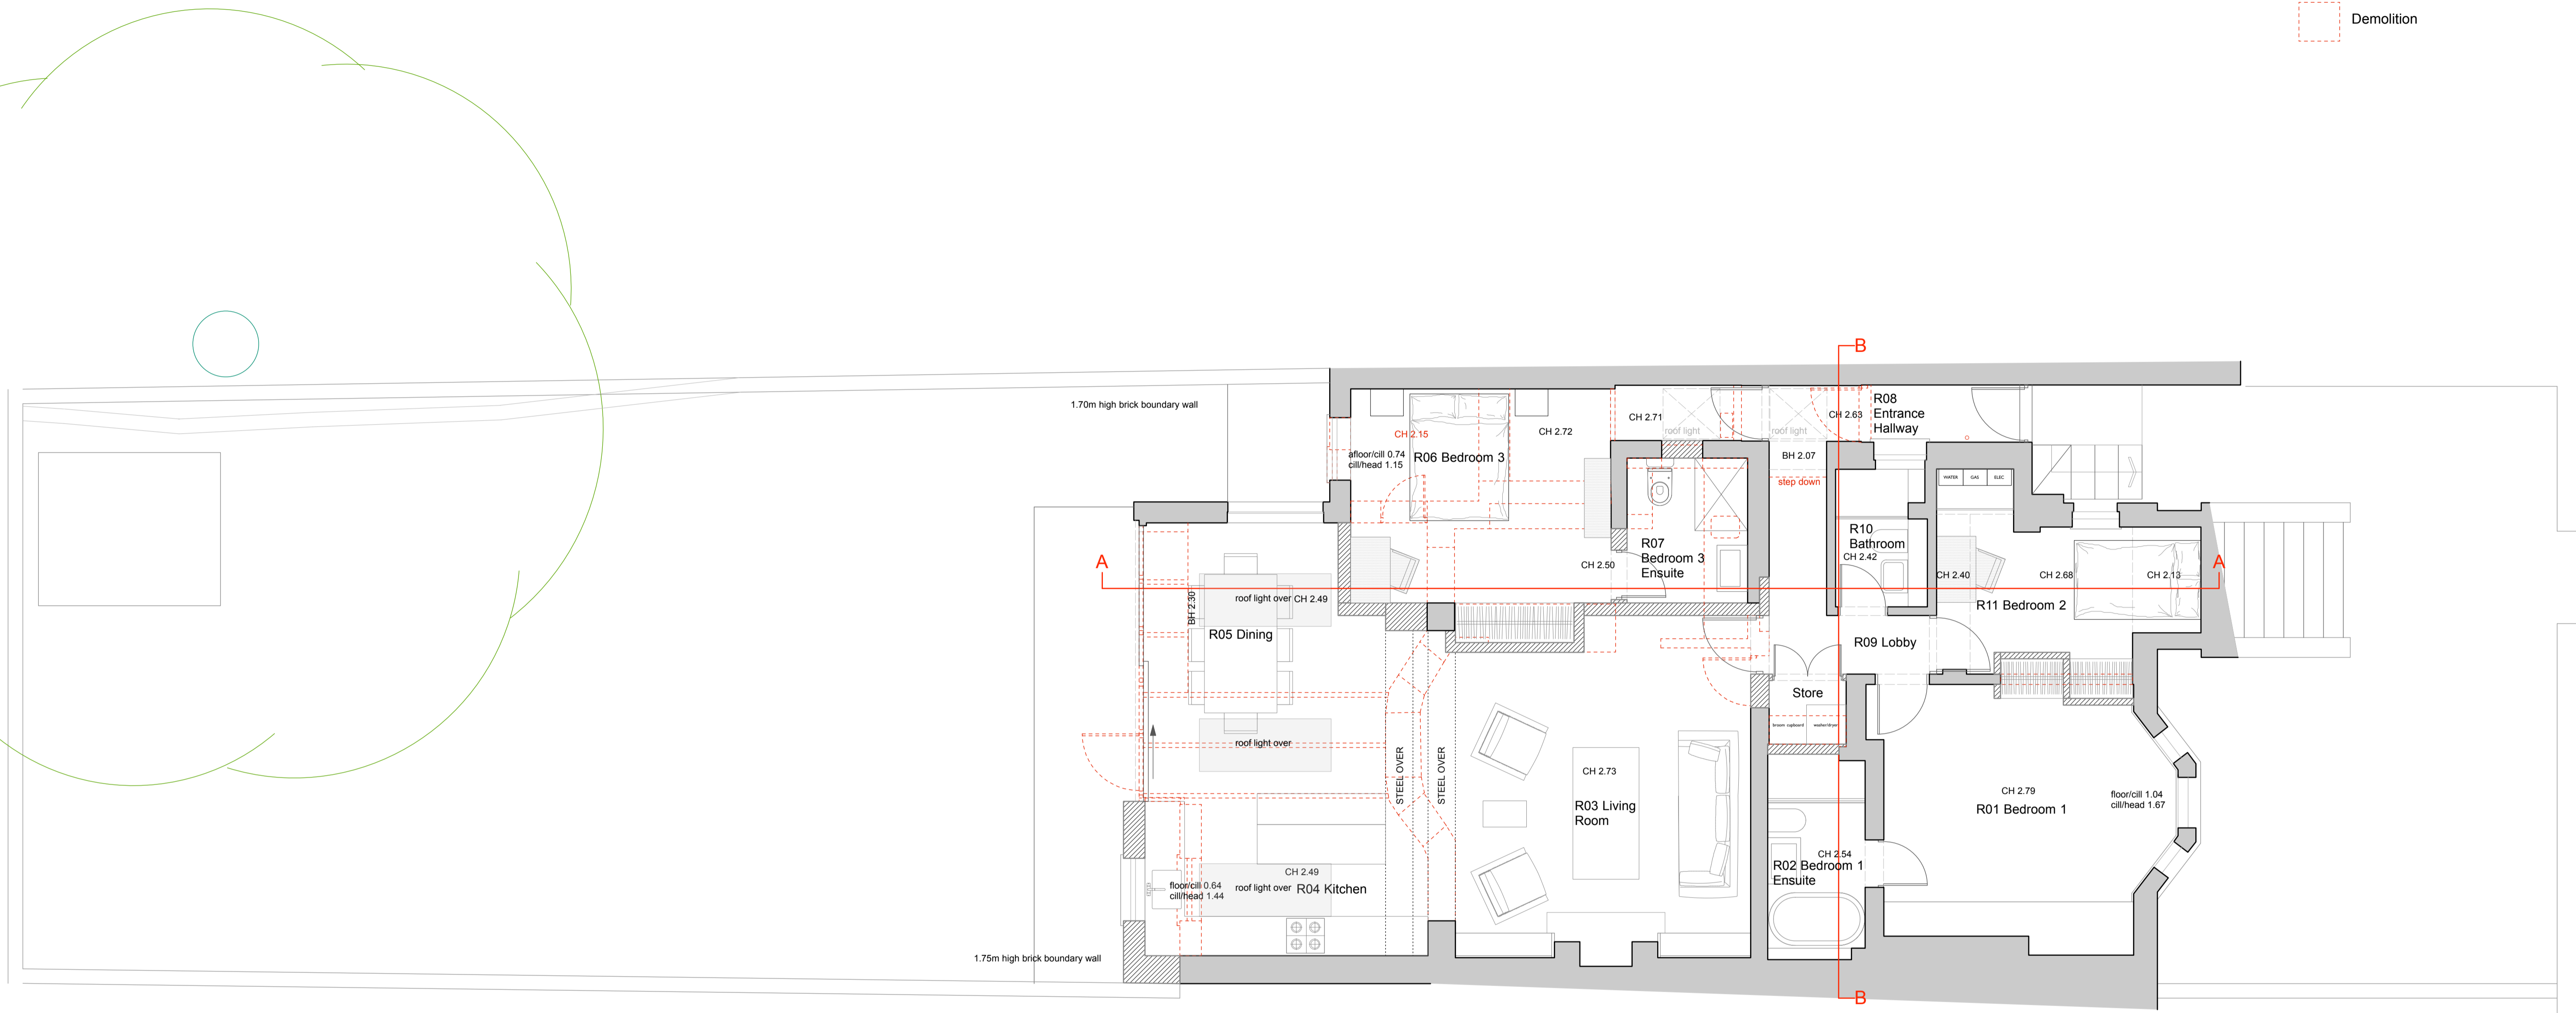 Demolition
B
1.70m high brick boundary wall
CH 2.15
CH 2.72
CH 2.71
roof light
roof light
CH 2.63
R08
Entrance
Hallway
afloor/cill 0.74
cill/head 1.15
R06 Bedroom 3
BH 2.07
step down
WATER
GAS
ELEC
R10
Bathroom
CH 2.42
R07
Bedroom 3
Ensuite
CH 2.50
A
A
CH 2.40
CH 2.68
CH 2.13
R11 Bedroom 2
BH 2.30
roof light over
CH 2.49
R05 Dining
R09 Lobby
Store
broom cupboard
washer/dryer
roof light over
STEEL OVER
STEEL OVER
CH 2.73
R03 Living
Room
CH 2.79
R01 Bedroom 1
floor/cill 1.04
cill/head 1.67
CH 2.54
R02 Bedroom 1
Ensuite
CH 2.49
floor/cill 0.64
cill/head 1.44
roof light over
R04 Kitchen
1.75m high brick boundary wall
B